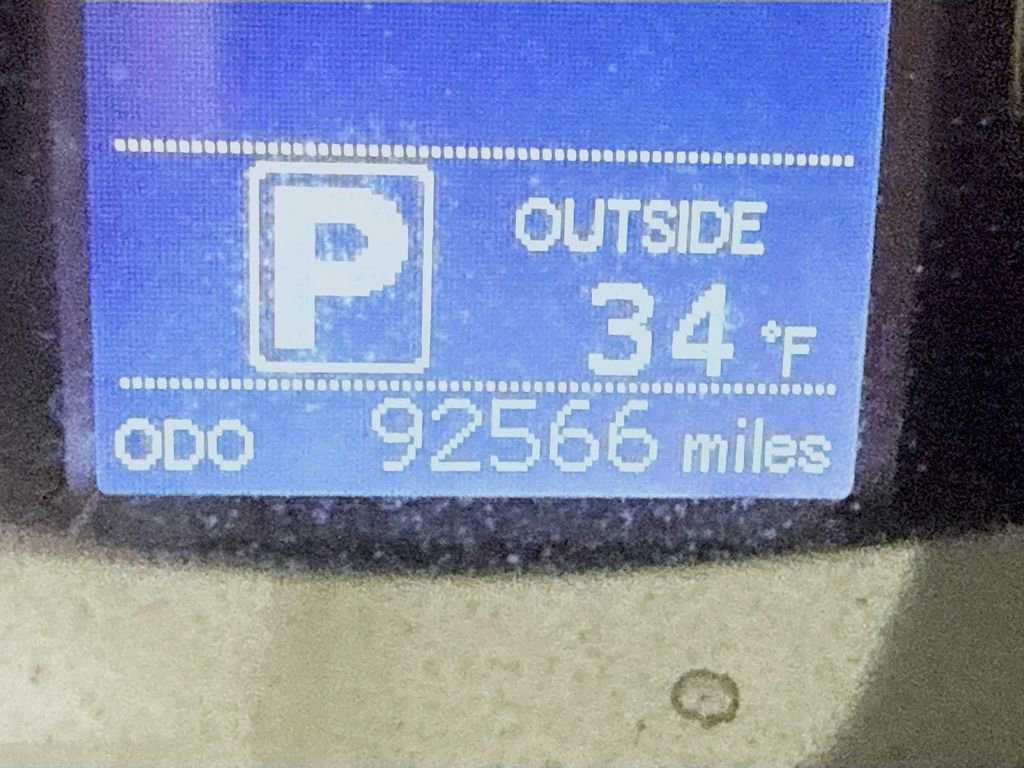 P
OUTSIDE
34 °F
ODO 92566 miles